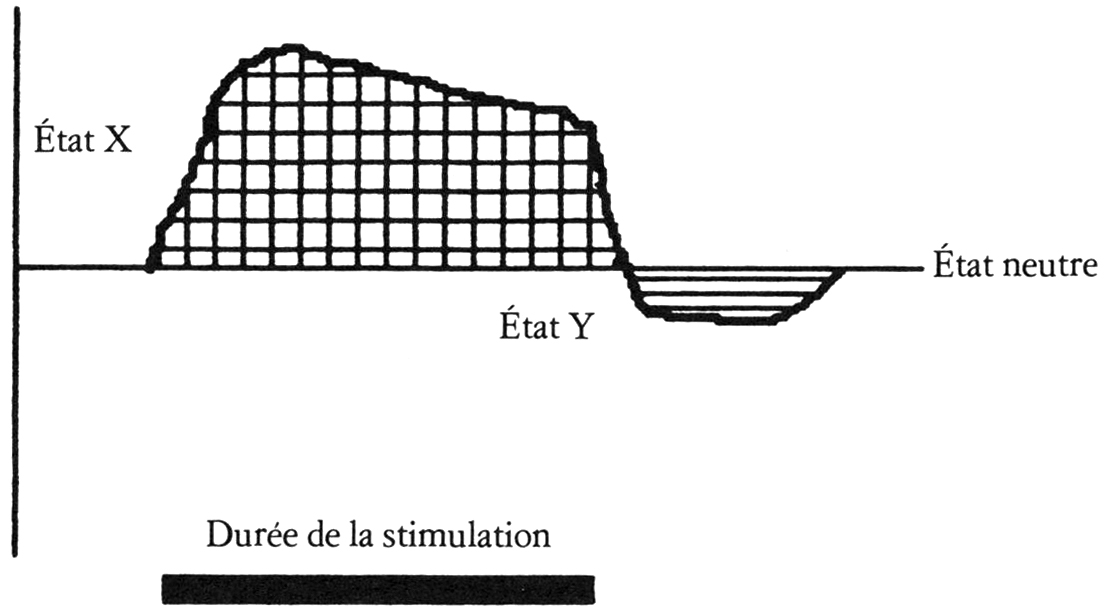 État X
État neutre
État Y
Durée de la stimulation